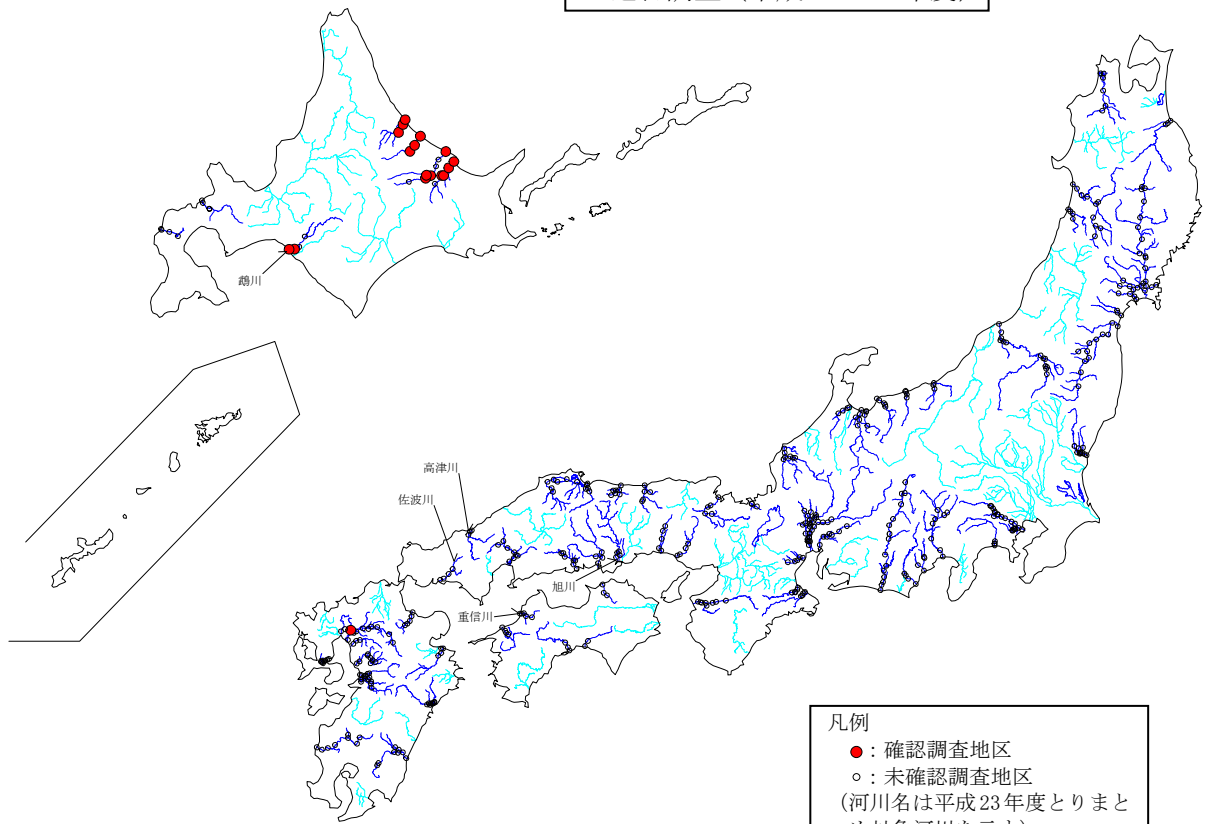 鵡川
高津川
佐波川
旭川
重信川
凡例
●：確認調査地区
○：未確認調査地区
(河川名は平成23年度とりまと